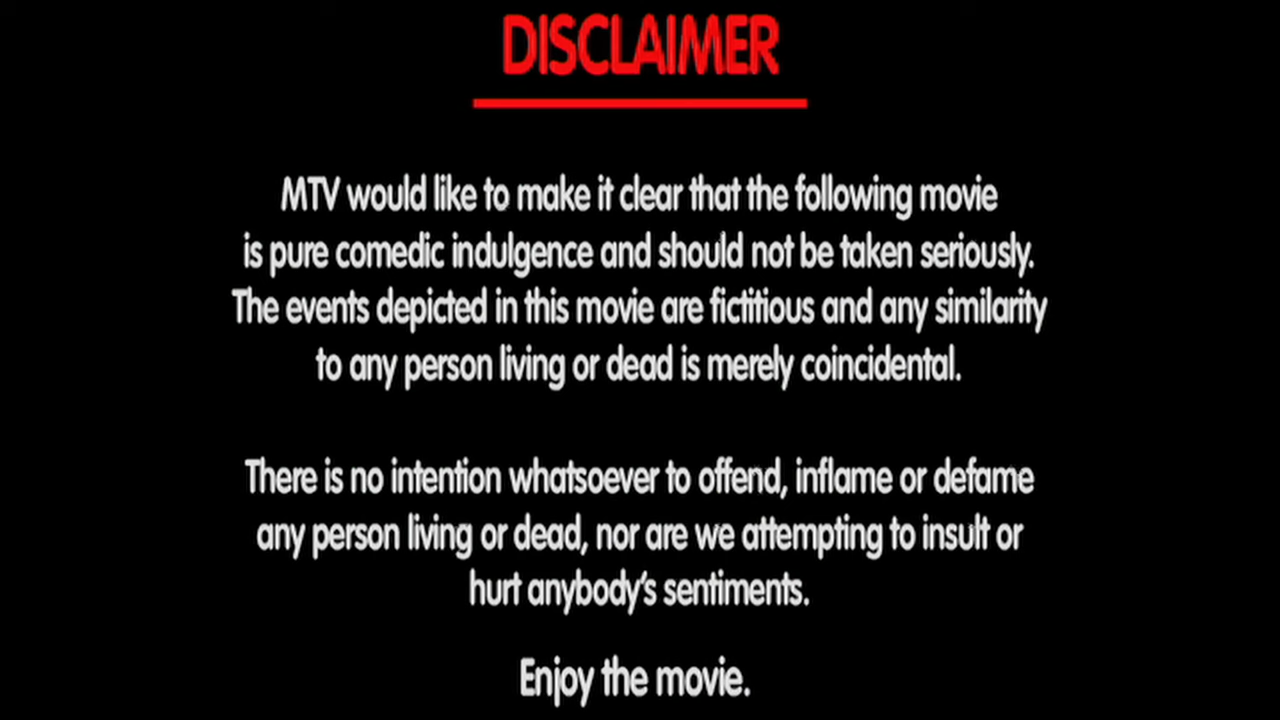 DISCLAIMER
MTV would like to make it clear that the following movie
is pure comedic indulgence and should not be taken seriously.
The events depicted in this movie are fictitious and any similarity
to any person living or dead is merely coincidental.
There is no intention whatsoever to offend, inflame or defame
any person living or dead, nor are we attempting to insult or
hurt anybody's sentiments.
Enjoy the movie.